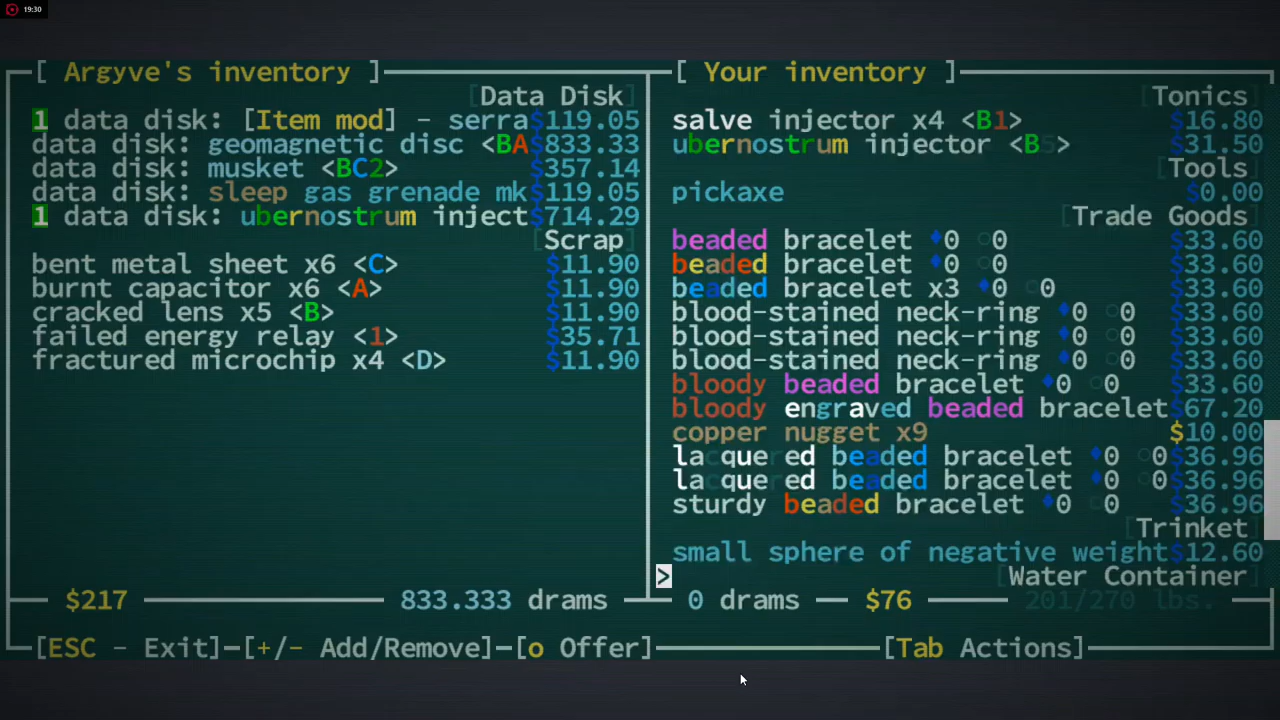 19:30
[ Argyve's inventory ]
[Data Disk]
1 data disk: [Item mod] - serra$119.05
data disk: geomagnetic disc <BA$833.33
data disk: musket <BC2> $357.14
data disk: sleep gas grenade mk$119.05
1 data disk: ubernostrum inject$714.29
[Scrap]
bent metal sheet x6 <C> $11.90
burnt capacitor x6 <A> $11.90
cracked lens x5 <B> $11.90
failed energy relay <1> $35.71
fractured microchip x4 <D> $11.90
$217 833.333 drams
[ Your inventory ]
[Tonics]
salve injector x4 <B1> $16.80
ubernostrum injector <B5> $31.50
[Tools]
pickaxe $0.00
[Trade Goods]
beaded bracelet ♦0 ○0 $33.60
beaded bracelet ♦0 ○0 $33.60
beaded bracelet x3 ♦0 ○0 $33.60
blood-stained neck-ring ♦0 ○0 $33.60
blood-stained neck-ring ♦0 ○0 $33.60
blood-stained neck-ring ♦0 ○0 $33.60
bloody beaded bracelet ♦0 ○0 $33.60
bloody engraved beaded bracelet$67.20
copper nugget x9 $10.00
lacquered beaded bracelet ♦0 ○0$36.96
lacquered beaded bracelet ♦0 ○0$36.96
sturdy beaded bracelet ♦0 ○0 $36.96
[Trinket]
small sphere of negative weight$12.60
> [Water Container]
0 drams $76 201/270 lbs.
[ESC - Exit] [+/- Add/Remove] [o Offer] [Tab Actions]